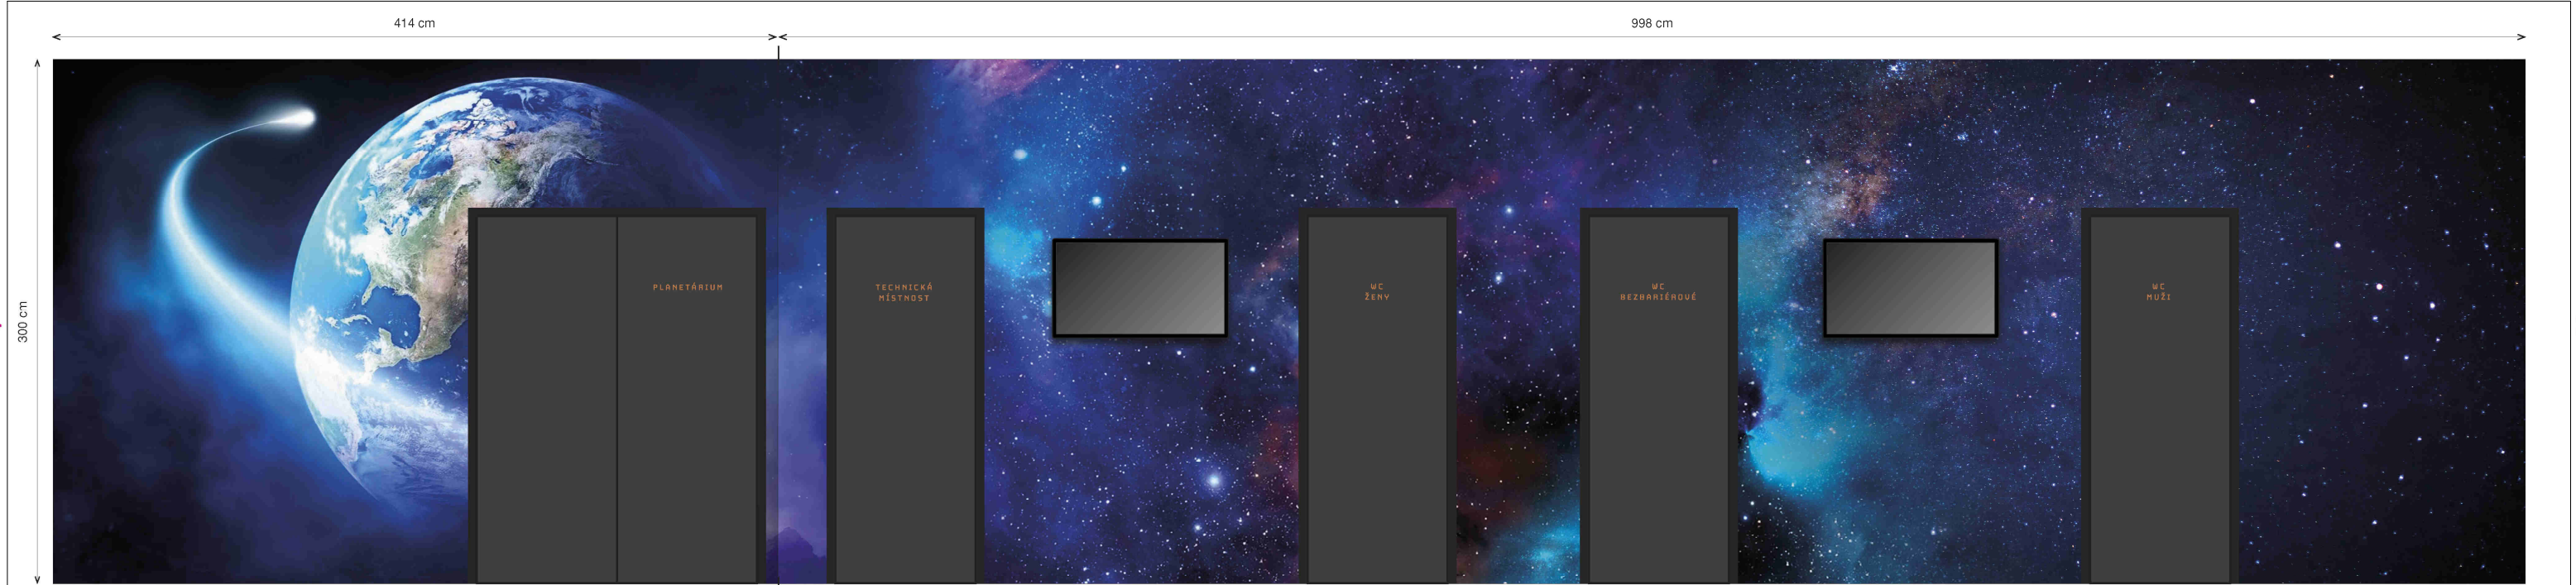 414 cm
998 cm
300 cm
PLANETÁRIUM
TECHNICKÁ
MÍSTNOST
WC
ŽENY
WC
BEZBARIÉROVÉ
WC
MUŽI